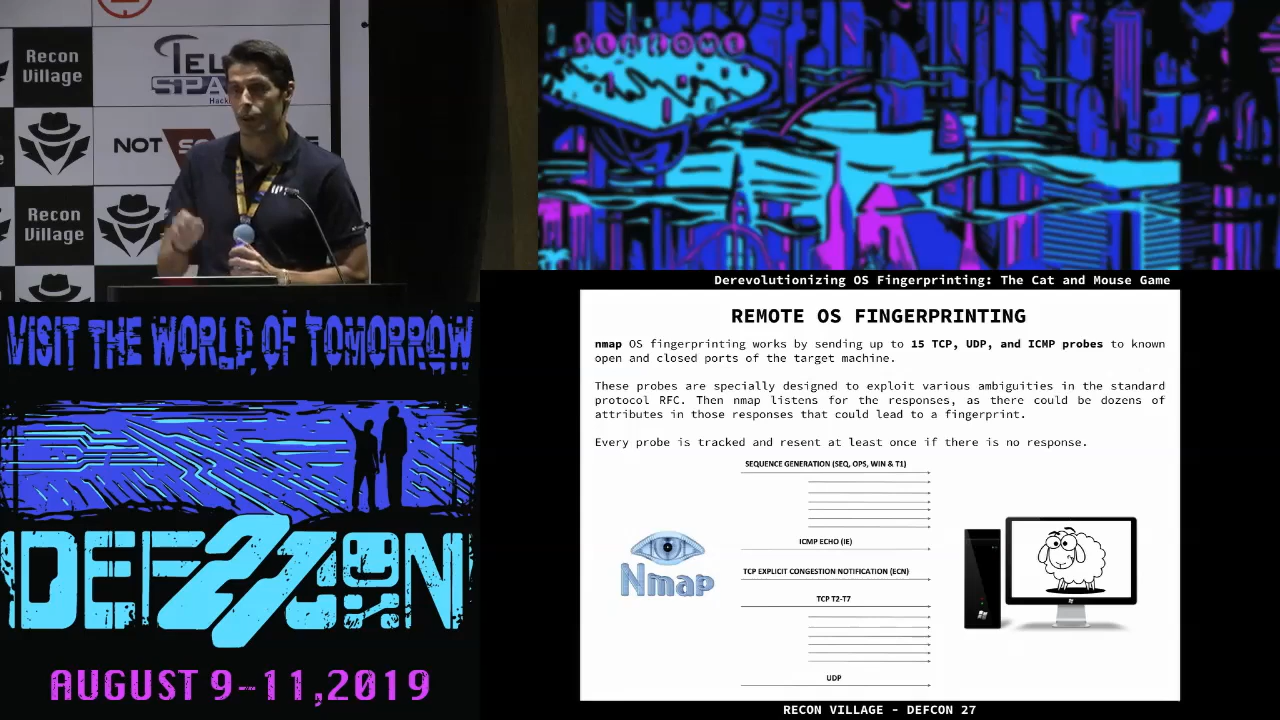 Recon
Village
TEL
SPA
Hack
NOT SO
E
Recon
Village
WELCOME
VISIT THE WORLD OF TOMORROW
DEF27CON
AUGUST 9-11,2019
Derevolutionizing OS Fingerprinting: The Cat and Mouse Game
REMOTE OS FINGERPRINTING
nmap OS fingerprinting works by sending up to 15 TCP, UDP, and ICMP probes to known
open and closed ports of the target machine.
These probes are specially designed to exploit various ambiguities in the standard
protocol RFC. Then nmap listens for the responses, as there could be dozens of
attributes in those responses that could lead to a fingerprint.
Every probe is tracked and resent at least once if there is no response.
SEQUENCE GENERATION (SEQ, OPS, WIN & T1)
ICMP ECHO (IE)
TCP EXPLICIT CONGESTION NOTIFICATION (ECN)
TCP T2-T7
UDP
Nmap
RECON VILLAGE - DEFCON 27